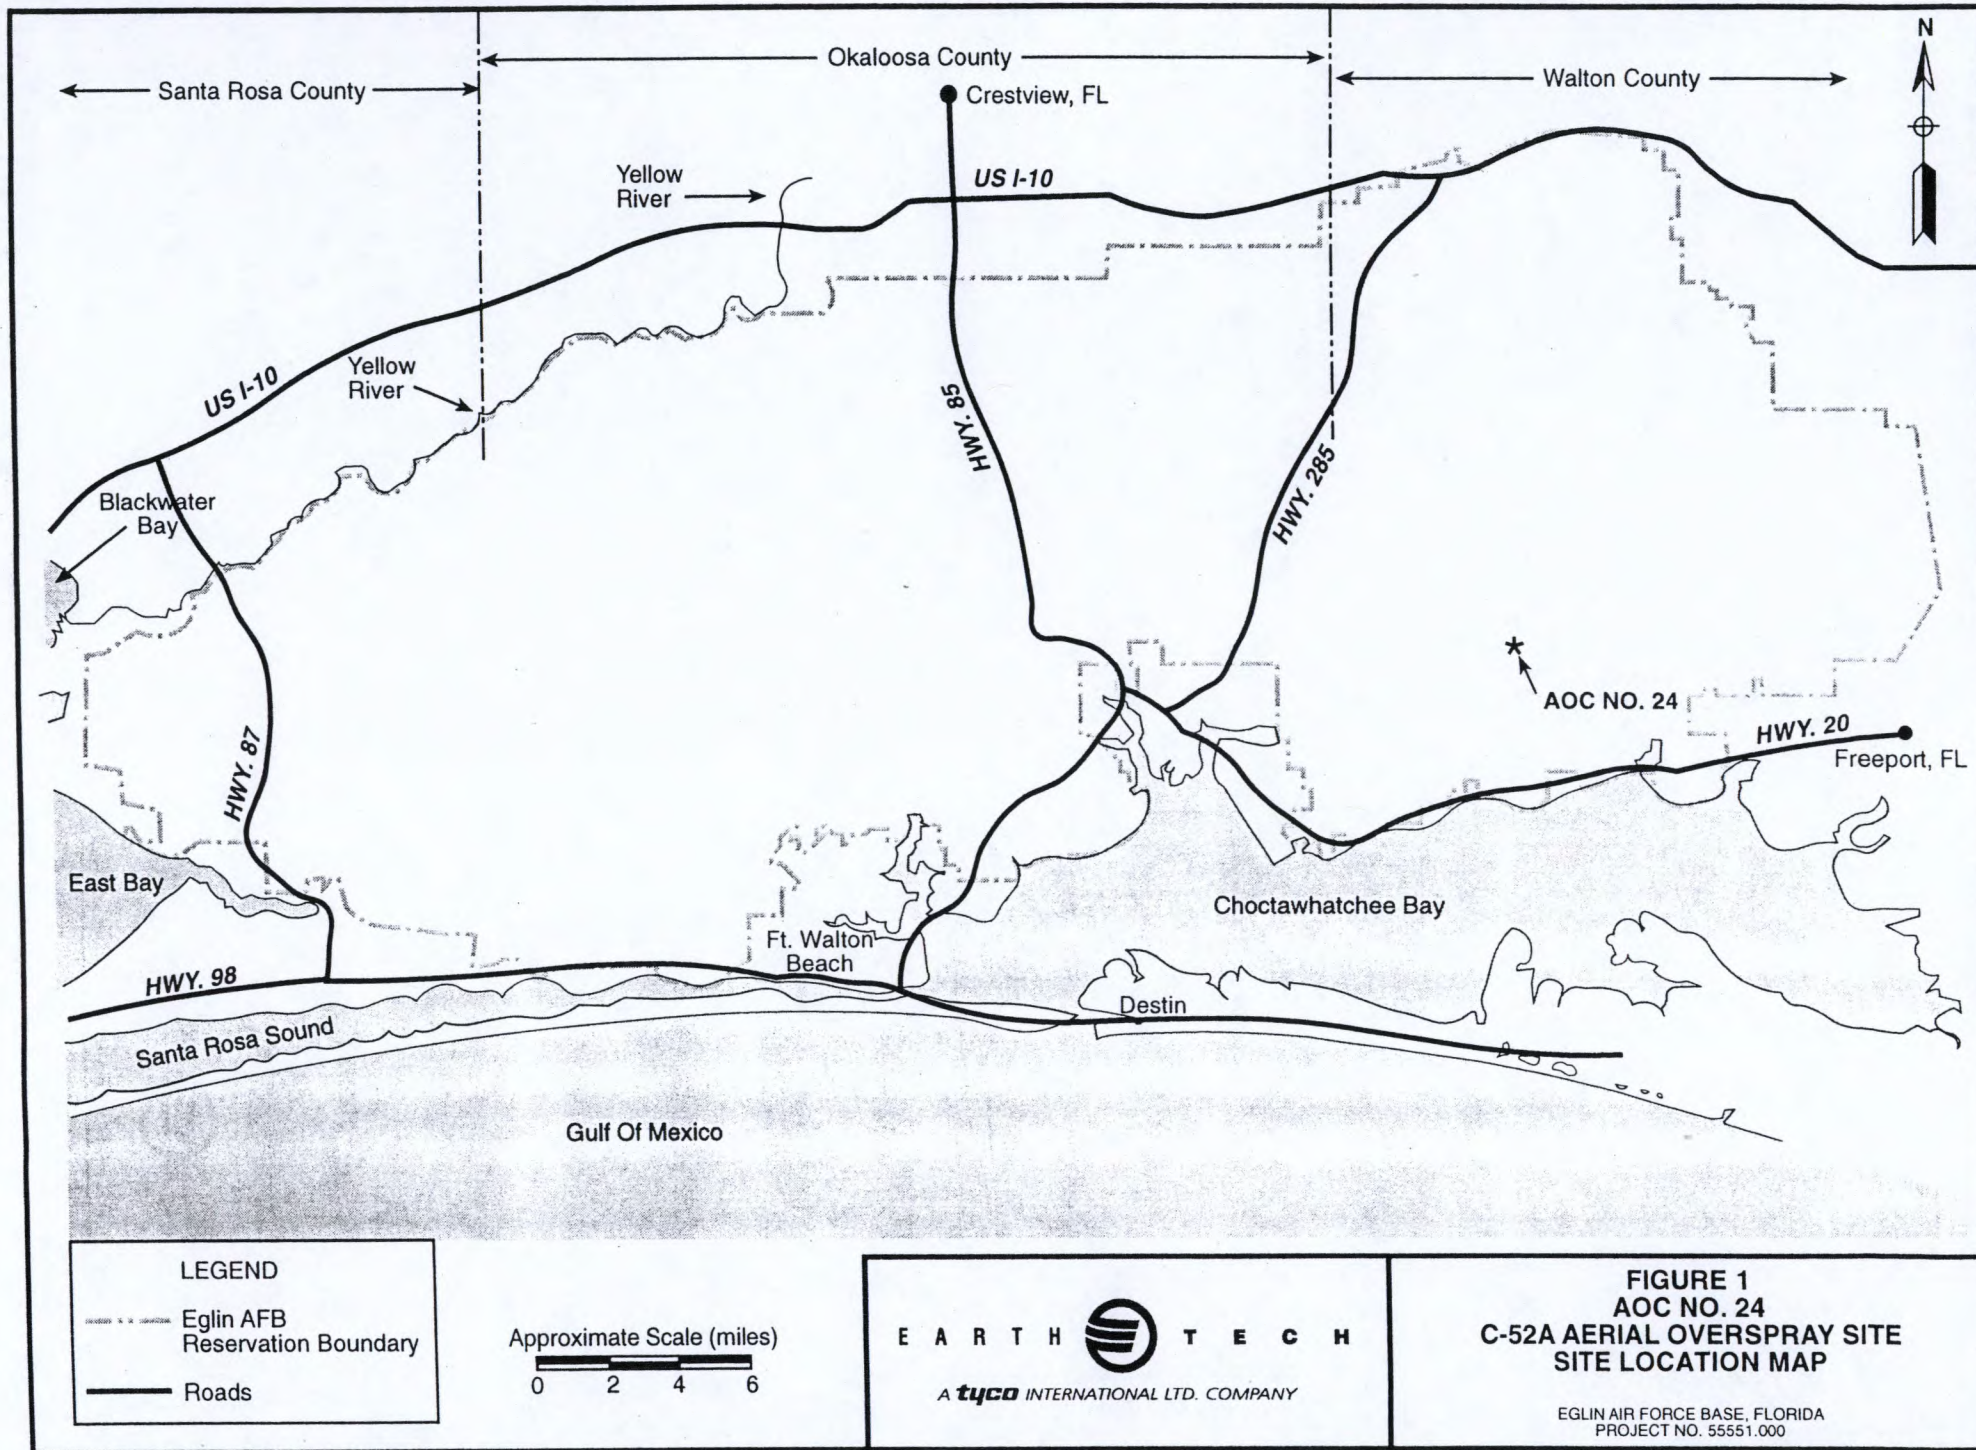 N
Okaloosa County
Santa Rosa County
Walton County
Crestview, FL
Yellow
River
US I-10
Yellow
River
US I-10
HWY. 85
HWY. 285
Blackwater
Bay
AOC NO. 24
HWY. 87
HWY. 20
Freeport, FL
East Bay
Choctawhatchee Bay
Ft. Walton
Beach
HWY. 98
Destin
Santa Rosa Sound
Gulf Of Mexico
LEGEND
Eglin AFB
Reservation Boundary
Roads
Approximate Scale (miles)
0 2 4 6
EARTH TECH
A tyco INTERNATIONAL LTD. COMPANY
FIGURE 1
AOC NO. 24
C-52A AERIAL OVERSPRAY SITE
SITE LOCATION MAP
EGLIN AIR FORCE BASE, FLORIDA
PROJECT NO. 55551.000